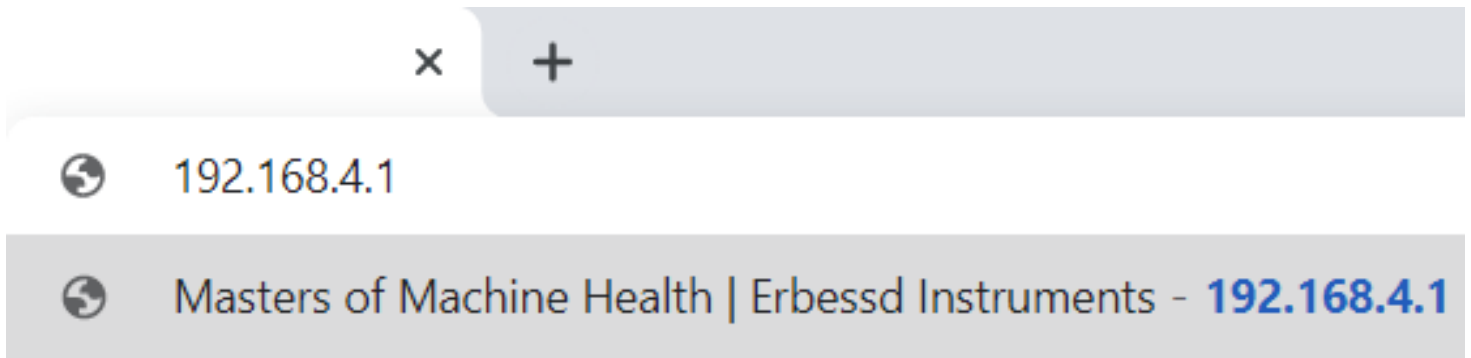 192.168.4.1
Masters of Machine Health | Erbessd Instruments - 192.168.4.1